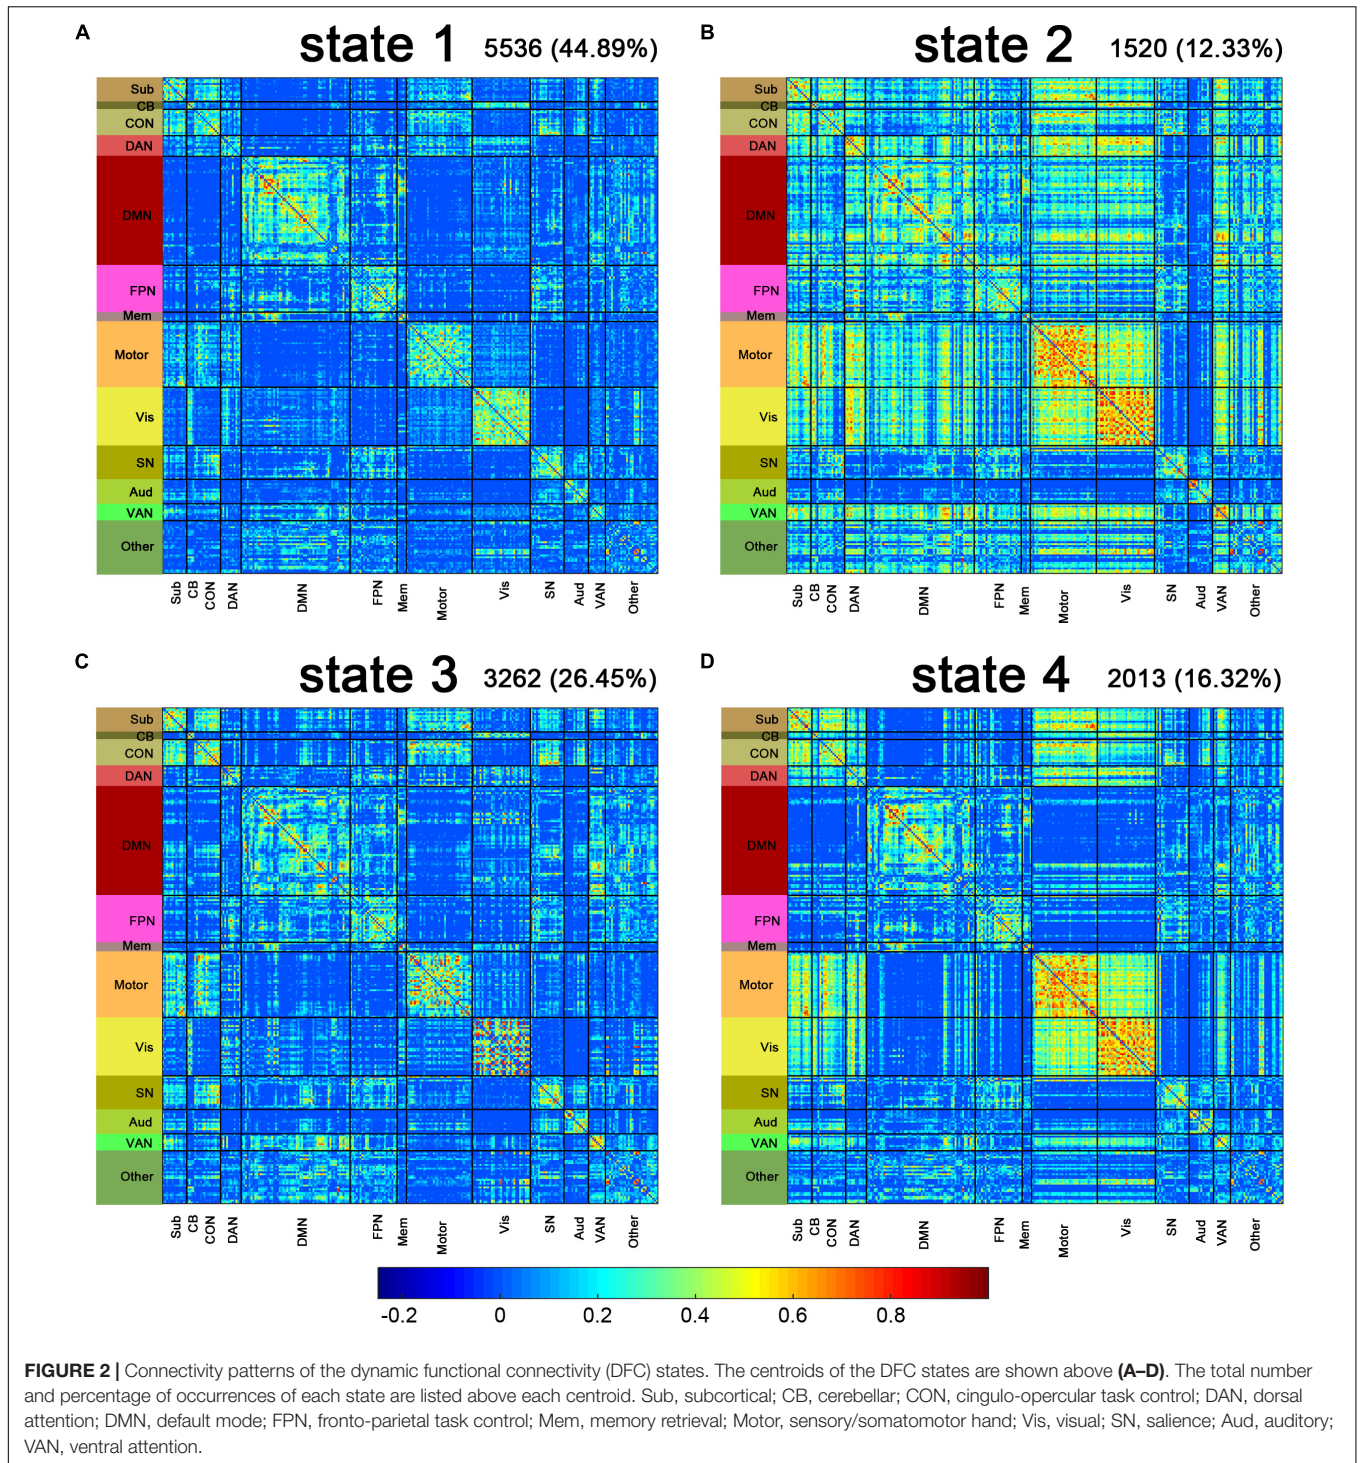 A
state 1 5536 (44.89%)
Sub
CB
CON
DAN
DMN
FPN
Mem
Motor
Vis
SN
Aud
VAN
Other
Sub CB CON DAN DMN FPN Mem Motor Vis SN Aud VAN Other
B
state 2 1520 (12.33%)
Sub
CB
CON
DAN
DMN
FPN
Mem
Motor
Vis
SN
Aud
VAN
Other
Sub CB CON DAN DMN FPN Mem Motor Vis SN Aud VAN Other
C
state 3 3262 (26.45%)
Sub
CB
CON
DAN
DMN
FPN
Mem
Motor
Vis
SN
Aud
VAN
Other
Sub CB CON DAN DMN FPN Mem Motor Vis SN Aud VAN Other
D
state 4 2013 (16.32%)
Sub
CB
CON
DAN
DMN
FPN
Mem
Motor
Vis
SN
Aud
VAN
Other
Sub CB CON DAN DMN FPN Mem Motor Vis SN Aud VAN Other
-0.2 0 0.2 0.4 0.6 0.8
FIGURE 2 | Connectivity patterns of the dynamic functional connectivity (DFC) states. The centroids of the DFC states are shown above (A–D). The total number
and percentage of occurrences of each state are listed above each centroid. Sub, subcortical; CB, cerebellar; CON, cingulo-opercular task control; DAN, dorsal
attention; DMN, default mode; FPN, fronto-parietal task control; Mem, memory retrieval; Motor, sensory/somatomotor hand; Vis, visual; SN, salience; Aud, auditory;
VAN, ventral attention.